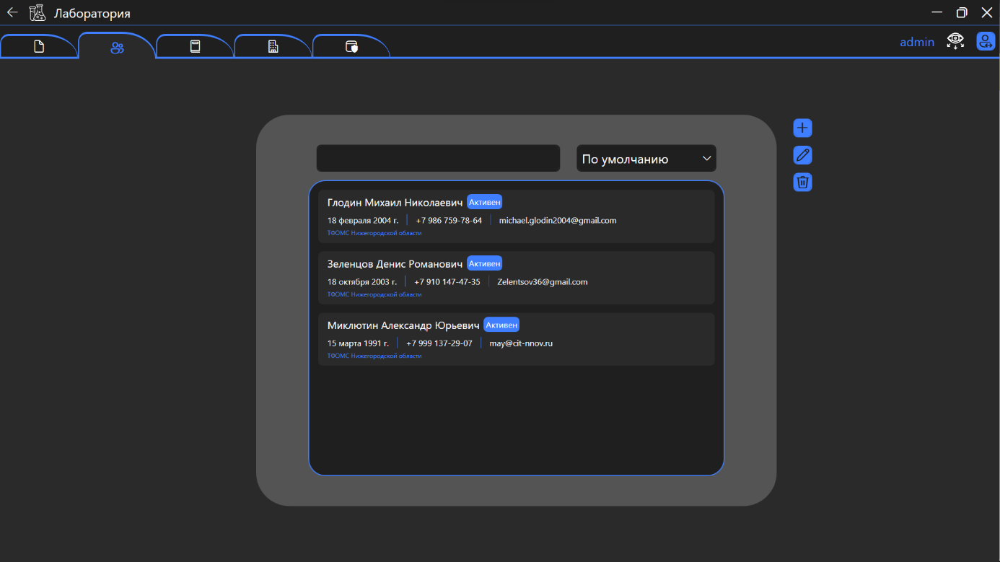 Лаборатория
admin
По умолчанию
Глодин Михаил Николаевич Активен
18 февраля 2004 г. +7 986 759-78-64 michael.glodin2004@gmail.com
ТФОМС Нижегородской области
Зеленцов Денис Романович Активен
18 октября 2003 г. +7 910 147-47-35 Zelentsov36@gmail.com
ТФОМС Нижегородской области
Миклютин Александр Юрьевич Активен
15 марта 1991 г. +7 999 137-29-07 may@cit-nnov.ru
ТФОМС Нижегородской области